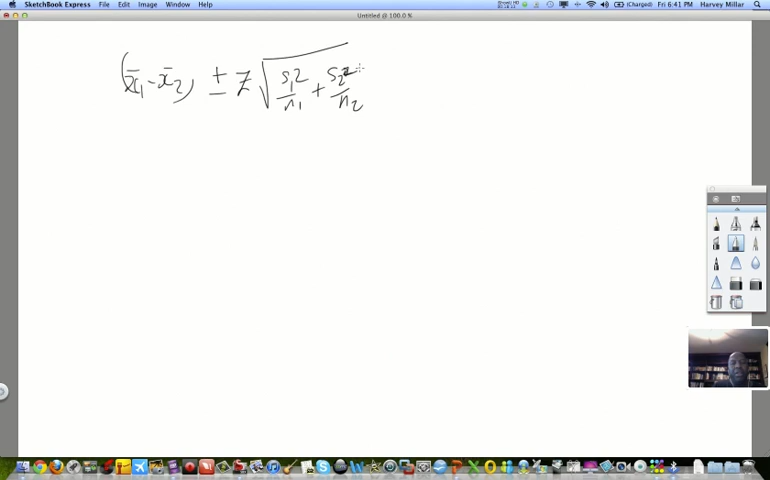 SketchBook Express File Edit Image Window Help (Charged) Fri 6:41 PM Harvey Millar
Untitled @ 100.0 %
(x̄₁-x̄₂) ± Z √(s₁²/n₁ + s₂²/n₂)